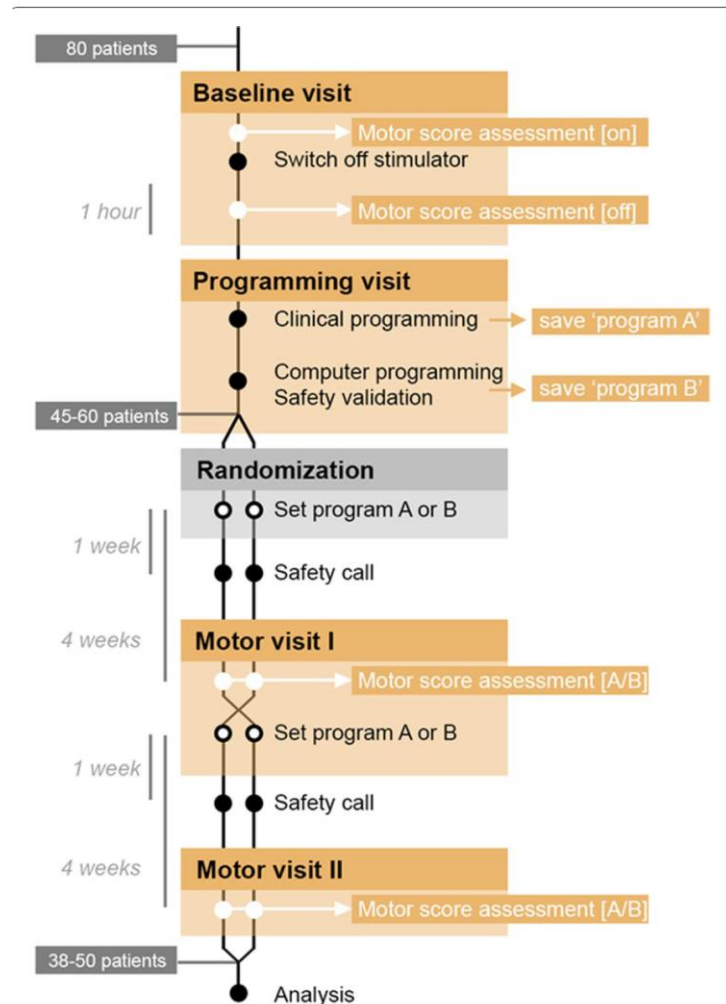 80 patients
Baseline visit
Motor score assessment [on]
Switch off stimulator
1 hour
Motor score assessment [off]
Programming visit
Clinical programming
save 'program A'
Computer programming
Safety validation
save 'program B'
45-60 patients
Randomization
Set program A or B
1 week
Safety call
4 weeks
Motor visit I
Motor score assessment [A/B]
Set program A or B
1 week
Safety call
4 weeks
Motor visit II
Motor score assessment [A/B]
38-50 patients
Analysis